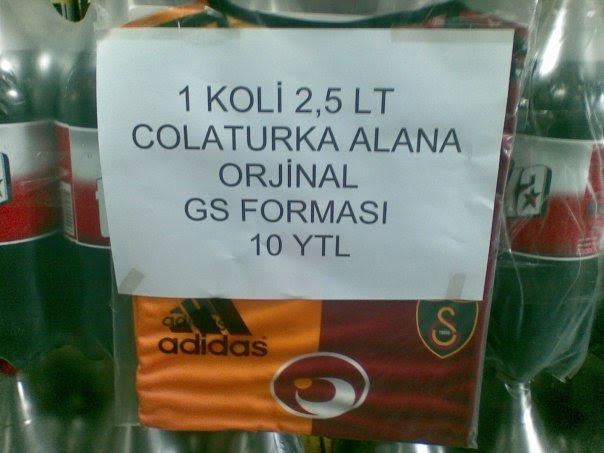 1 KOLİ 2,5 LT
COLATURKA ALANA
ORJİNAL
GS FORMASI
10 YTL
adidas